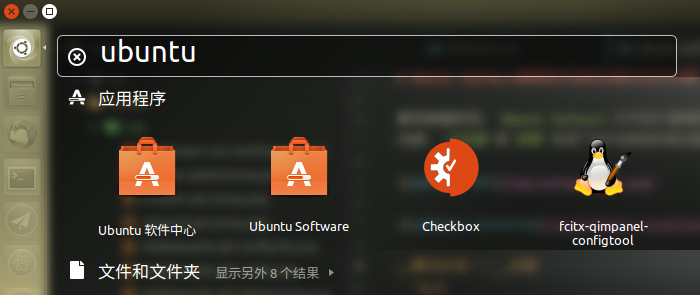 ubuntu
应用程序
Ubuntu 软件中心
Ubuntu Software
Checkbox
fcitx-qimpanel-
configtool
文件和文件夹 显示另外 8 个结果